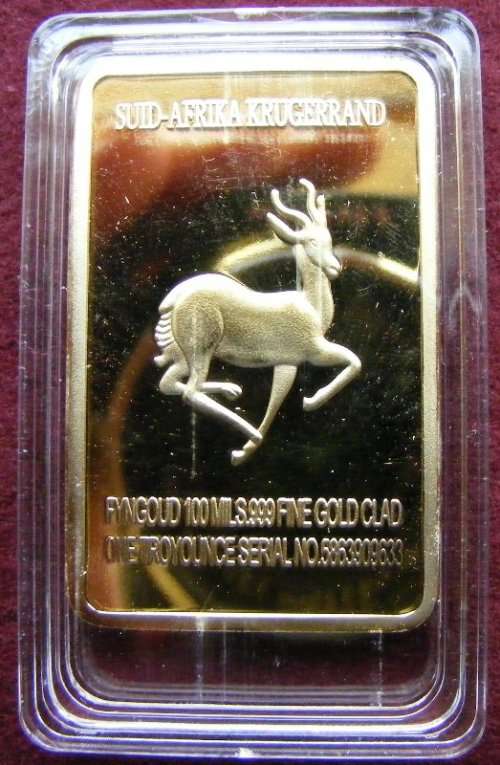 SUID-AFRIKA KRUGERRAND
FYNGOUD 100 MILS.999 FINE GOLD CLAD
ONE TROY OUNCE SERIAL NO.5863909633